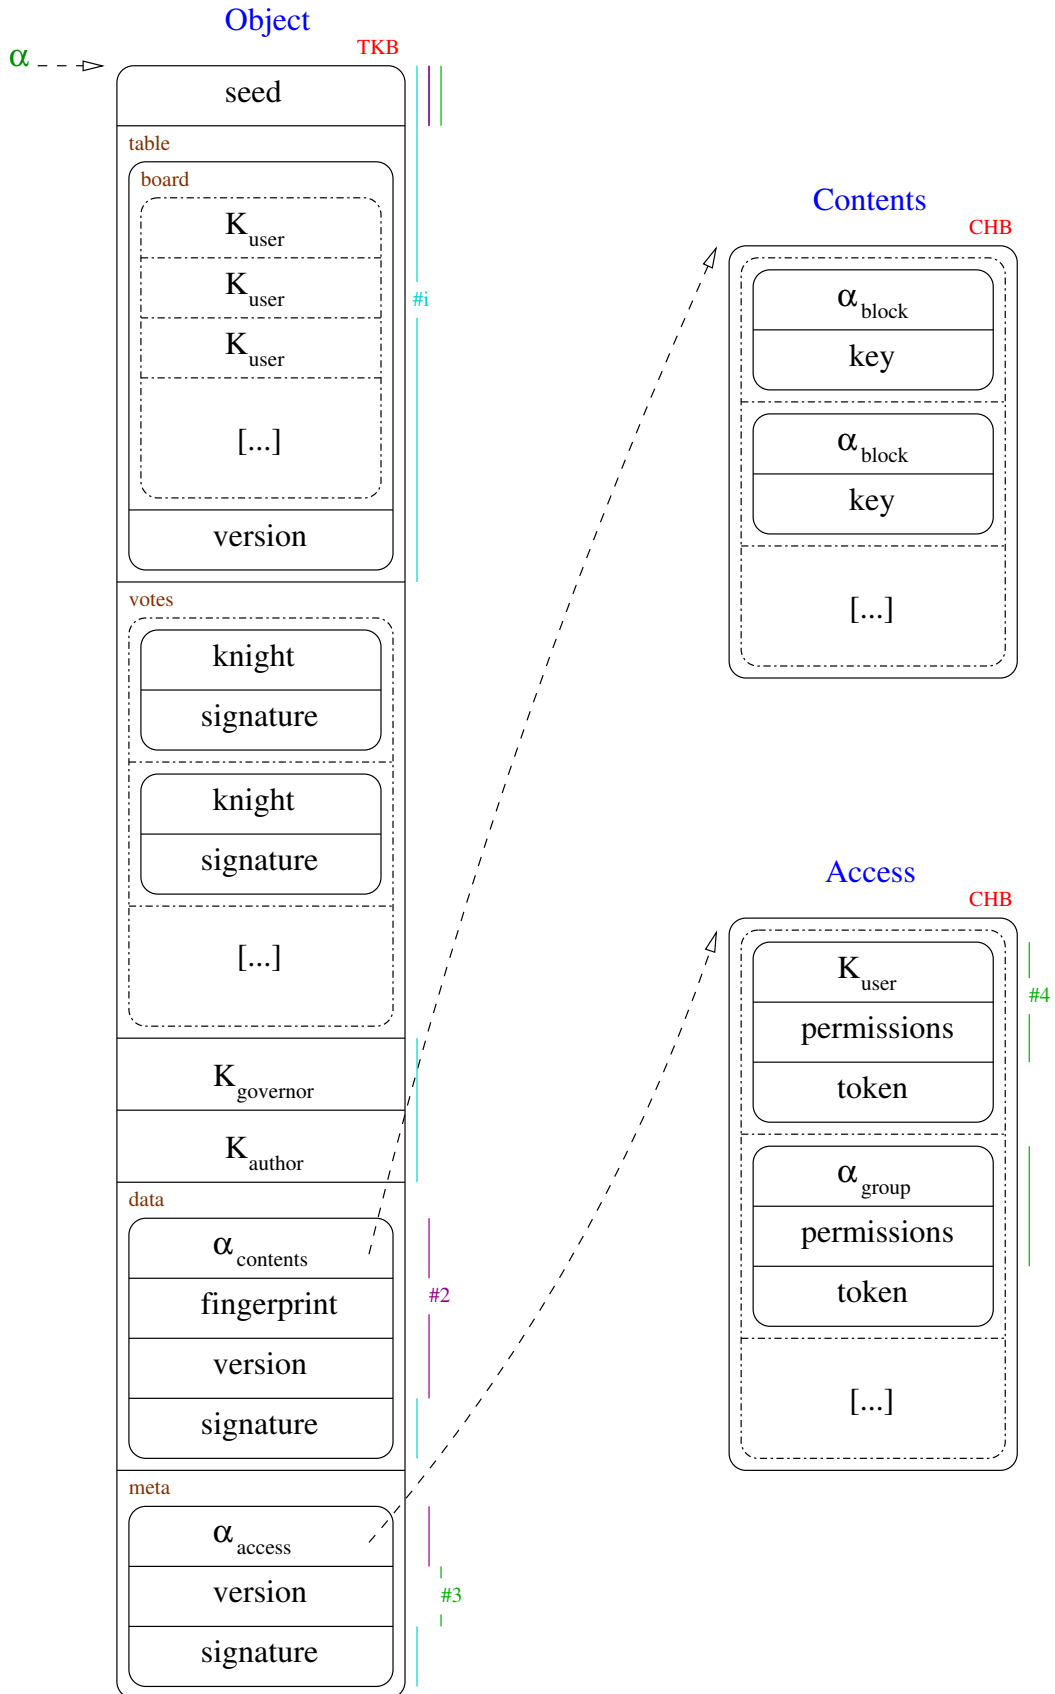 Object
TKB
α
seed
table
board
K user
K user
K user
[...]
version
#i
votes
knight
signature
knight
signature
[...]
K governor
K author
data
α contents
fingerprint
version
signature
#2
meta
α access
version
signature
#3
Contents
CHB
α block
key
α block
key
[...]
Access
CHB
K user
permissions
token
#4
α group
permissions
token
[...]